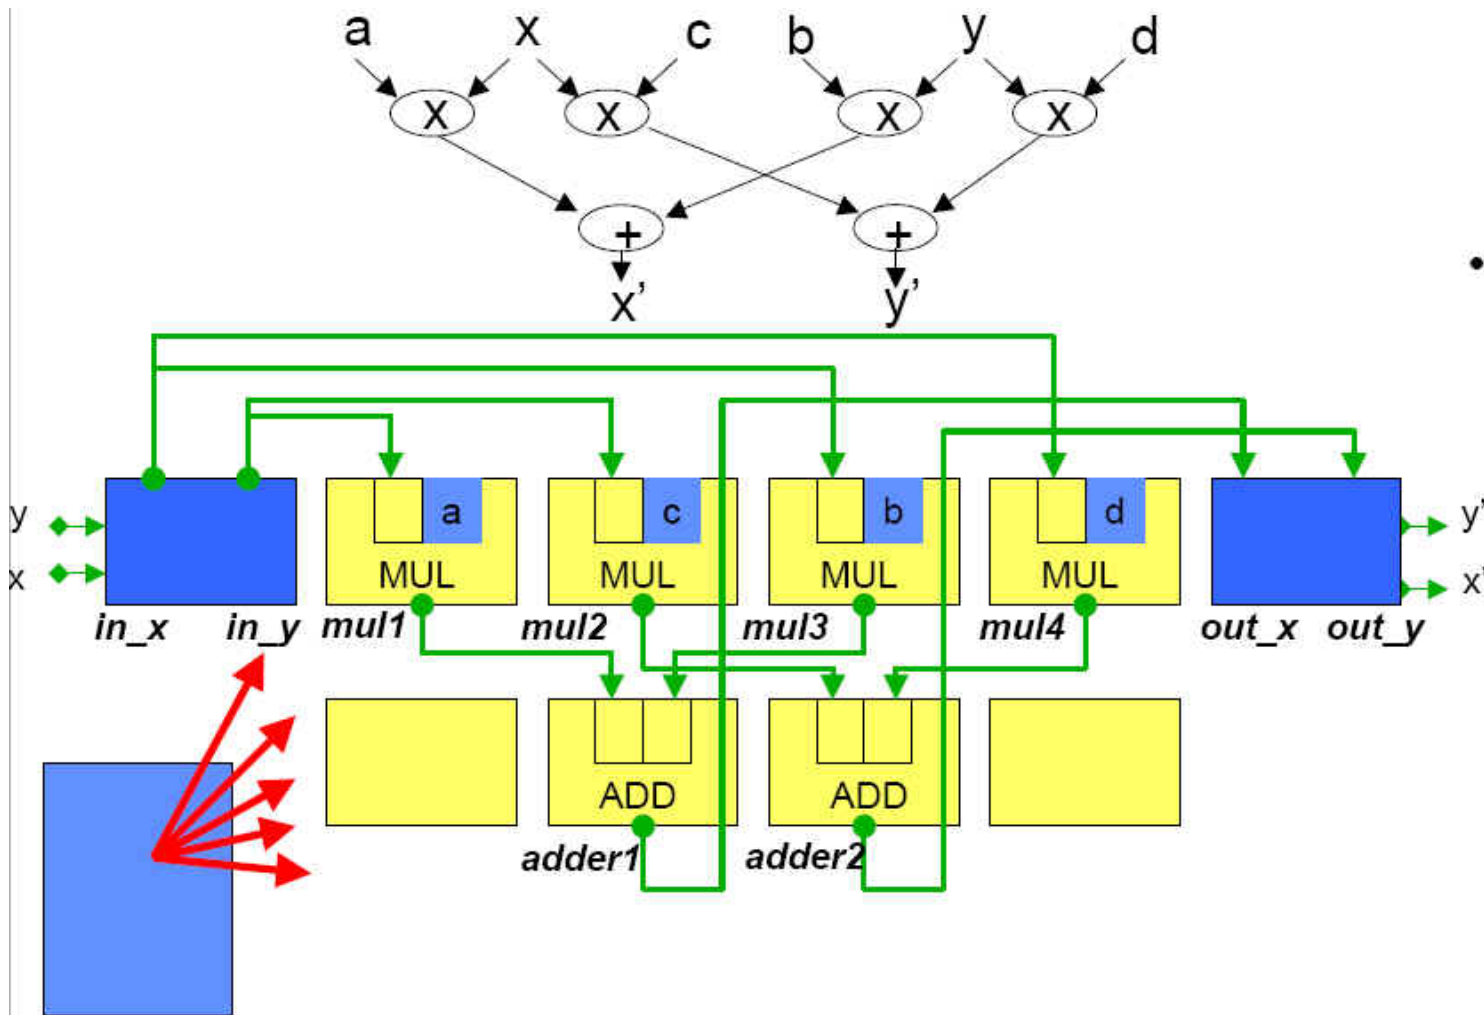 a x c b y d
x x x x
+ +
x' y'
•
a c b d
y MUL MUL MUL MUL y'
x x'
in_x in_y mul1 mul2 mul3 mul4 out_x out_y
ADD ADD
adder1 adder2